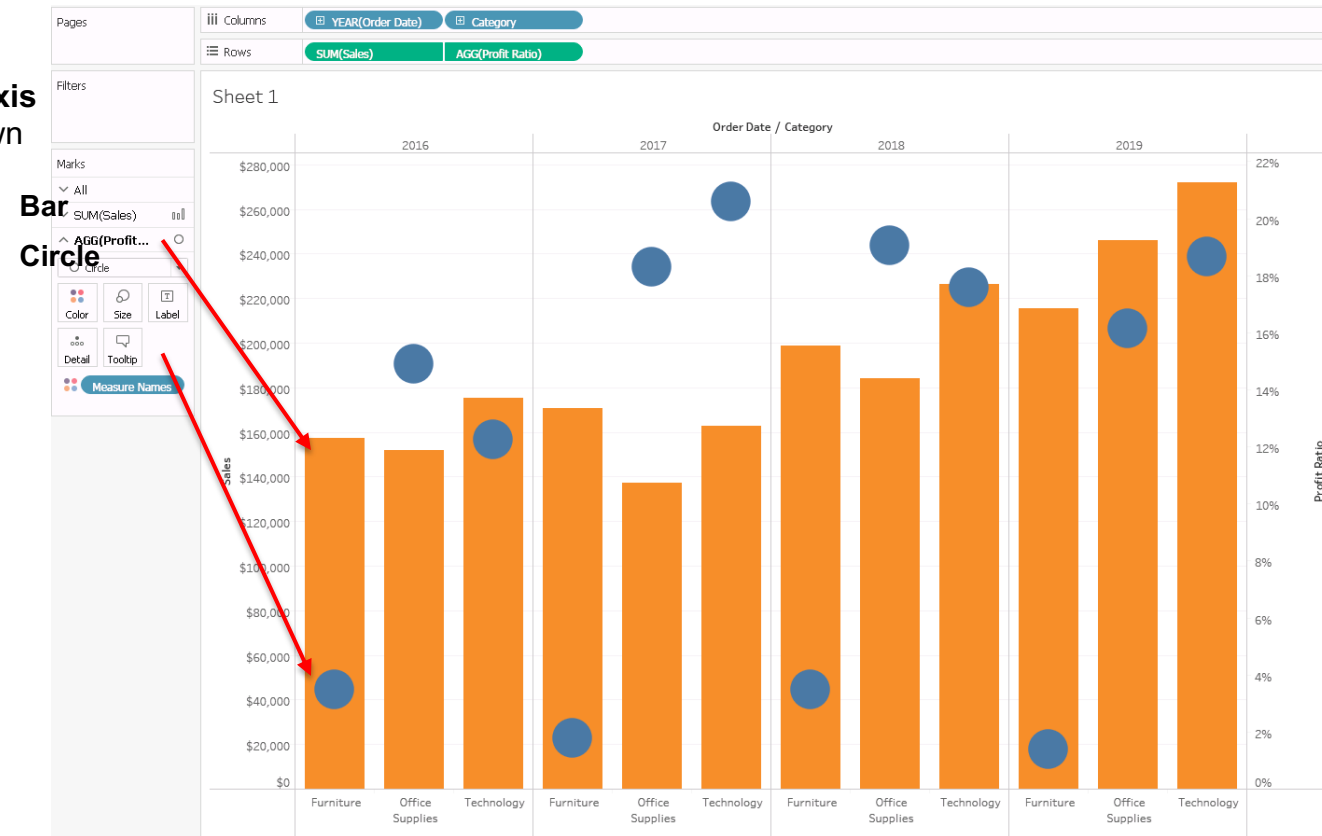 Pages
iii Columns
YEAR(Order Date)
Category
Rows
SUM(Sales)
AGG(Profit Ratio)
xis
Filters
Sheet 1
Order Date / Category
2016
2017
2018
2019
Marks
All
Bar
SUM(Sales)
AGG(Profit...
Circle
Circle
Color
Size
Label
Detail
Tooltip
Measure Names
Sales
$280,000
$260,000
$240,000
$220,000
$200,000
$180,000
$160,000
$140,000
$120,000
$100,000
$80,000
$60,000
$40,000
$20,000
$0
22%
20%
18%
16%
14%
12%
10%
8%
6%
4%
2%
0%
Profit Ratio
Furniture
Office Supplies
Technology
Furniture
Office Supplies
Technology
Furniture
Office Supplies
Technology
Furniture
Office Supplies
Technology